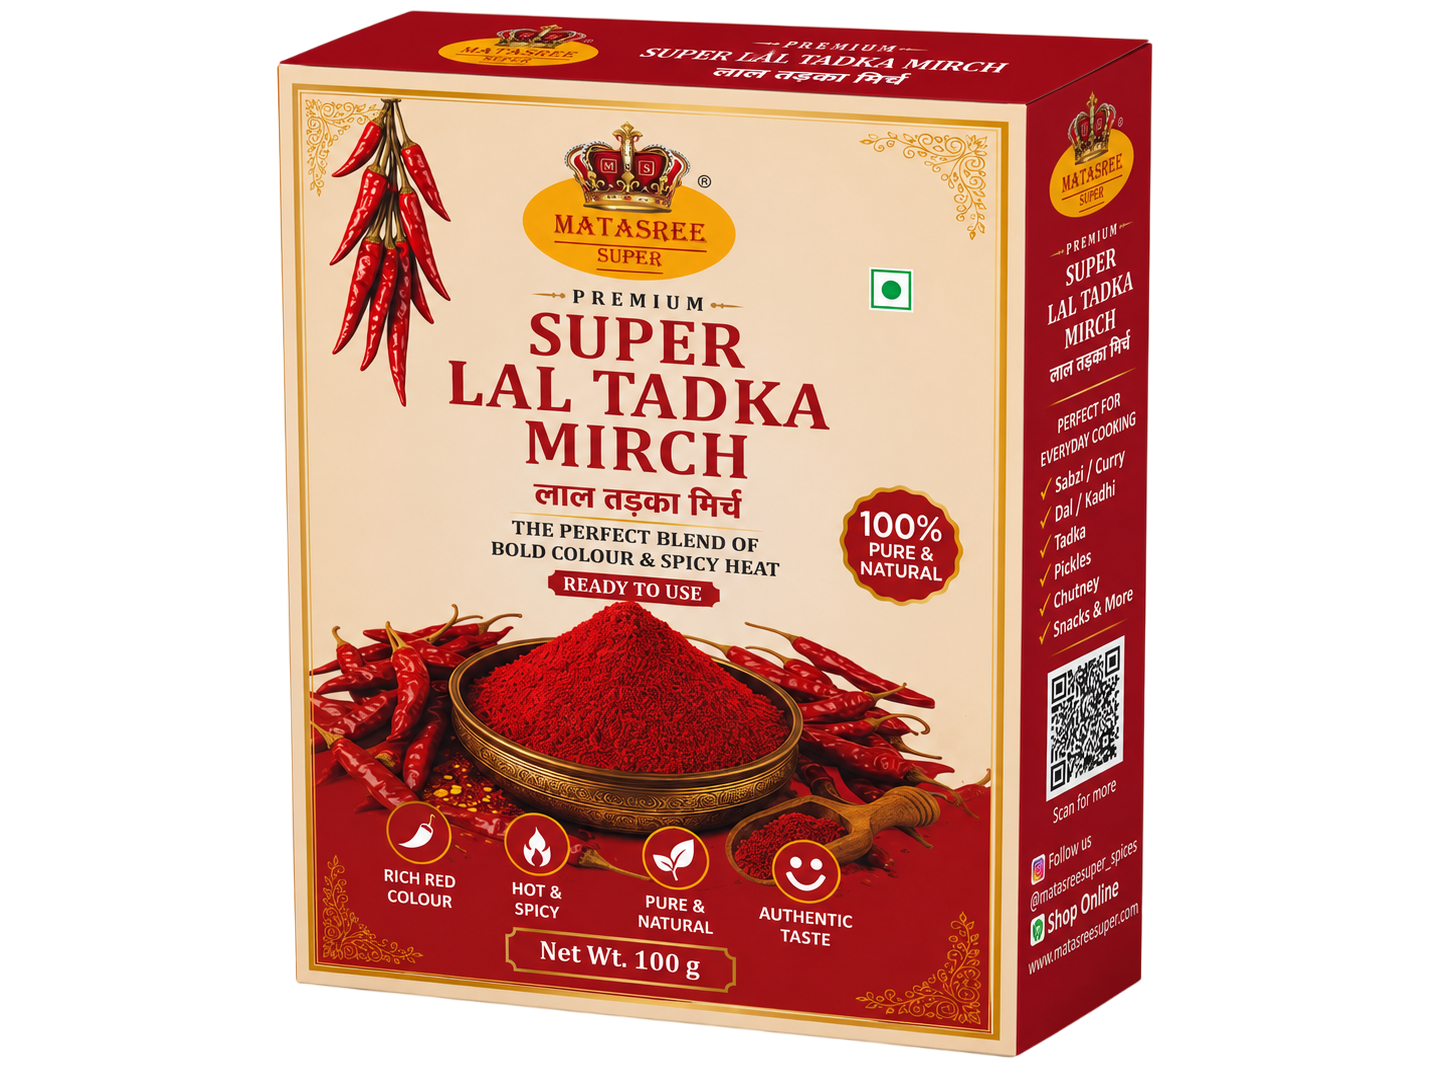 MATASREE
SUPER
PREMIUM
SUPER LAL TADKA MIRCH
लाल तड़का मिर्च
M S
®
MATASREE
SUPER
PREMIUM
SUPER
LAL TADKA
MIRCH
लाल तड़का मिर्च
THE PERFECT BLEND OF
BOLD COLOUR & SPICY HEAT
READY TO USE
100%
PURE &
NATURAL
RICH RED
COLOUR
HOT &
SPICY
PURE &
NATURAL
AUTHENTIC
TASTE
Net Wt. 100 g
MATASREE
SUPER
PREMIUM
SUPER
LAL TADKA
MIRCH
लाल तड़का मिर्च
PERFECT FOR
EVERYDAY COOKING
✓ Sabzi / Curry
✓ Dal / Kadhi
✓ Tadka
✓ Pickles
✓ Chutney
✓ Snacks & More
Scan for more
Follow us
@matasreesuper_spices
Shop Online
www.matasreesuper.com